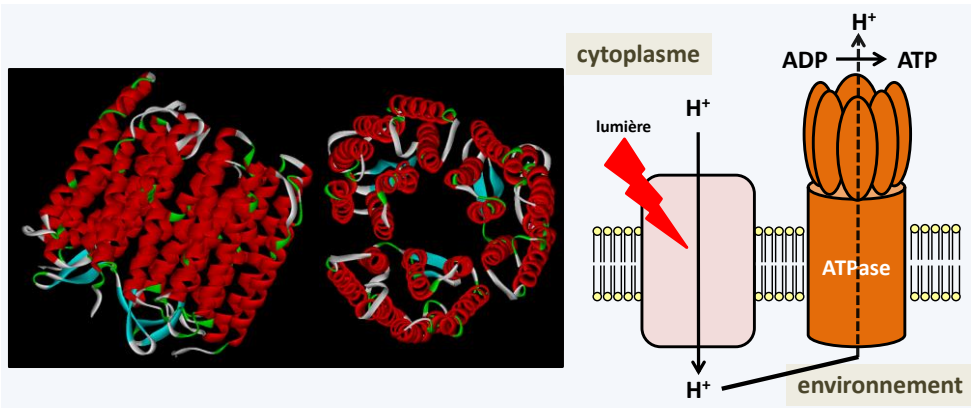 H+
ADP ATP
cytoplasme
H+
lumière
ATPase
H+
environnement